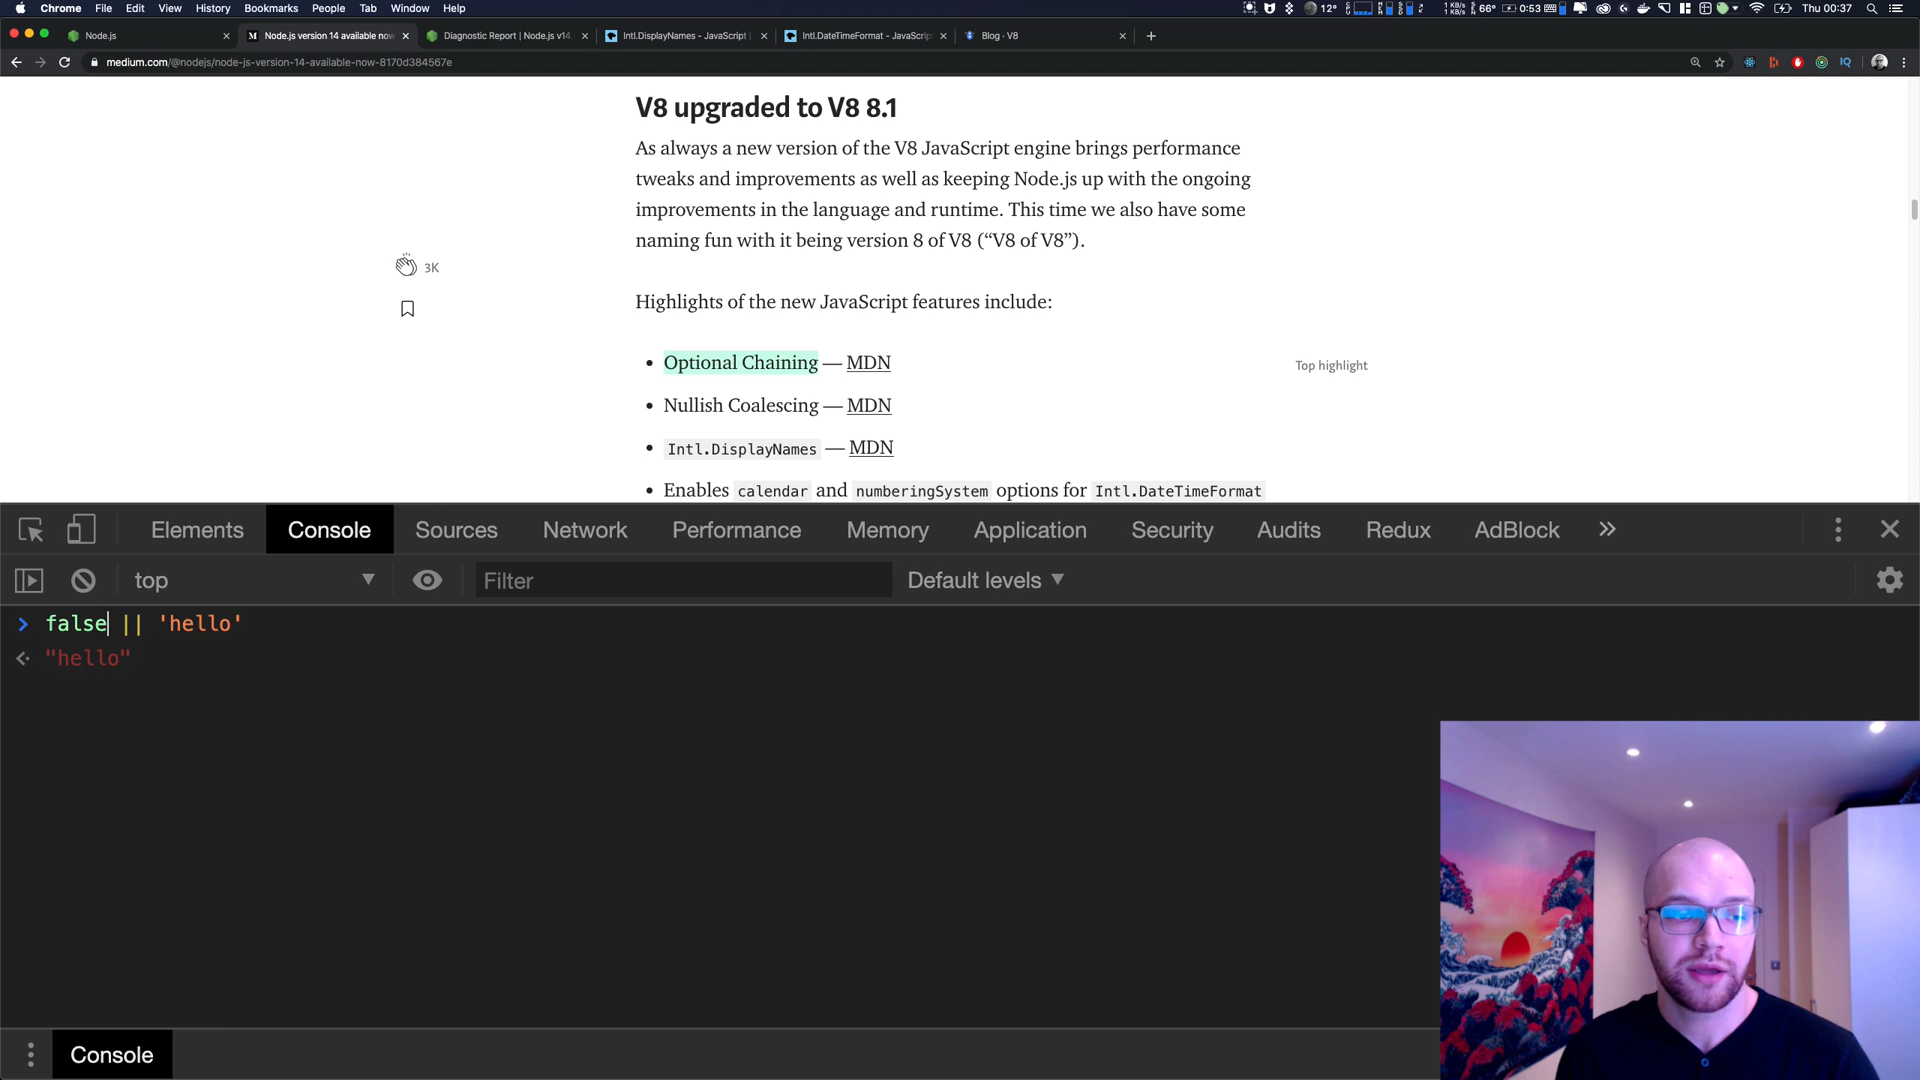 Chrome File Edit View History Bookmarks People Tab Window Help
12° 66° 0:53 Thu 00:37
Node.js
Node.js version 14 available now
Diagnostic Report | Node.js v14.
Intl.DisplayNames - JavaScript |
Intl.DateTimeFormat - JavaScrip
Blog · V8
medium.com/@nodejs/node-js-version-14-available-now-8170d384567e
V8 upgraded to V8 8.1
As always a new version of the V8 JavaScript engine brings performance
tweaks and improvements as well as keeping Node.js up with the ongoing
improvements in the language and runtime. This time we also have some
naming fun with it being version 8 of V8 (“V8 of V8”).
3K
Highlights of the new JavaScript features include:
• Optional Chaining — MDN
Top highlight
• Nullish Coalescing — MDN
• Intl.DisplayNames — MDN
• Enables calendar and numberingSystem options for Intl.DateTimeFormat
Elements Console Sources Network Performance Memory Application Security Audits Redux AdBlock »
top Filter Default levels
> false || 'hello'
"hello"
Console